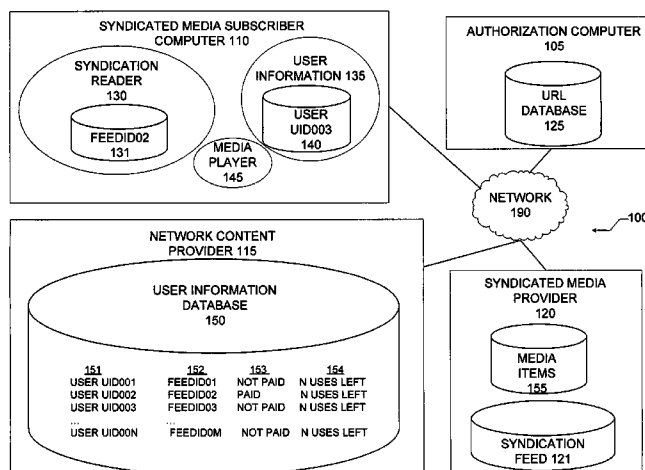 SYNDICATED MEDIA SUBSCRIBER
COMPUTER 110
SYNDICATION
READER
130
FEEDID02
131
USER
INFORMATION 135
USER
UID003
140
MEDIA
PLAYER
145
AUTHORIZATION COMPUTER
105
URL
DATABASE
125
NETWORK
190
100
NETWORK CONTENT
PROVIDER 115
USER INFORMATION
DATABASE
150
151 152 153 154
USER UID001 FEEDID01 NOT PAID N USES LEFT
USER UID002 FEEDID02 PAID N USES LEFT
USER UID003 FEEDID03 NOT PAID N USES LEFT
... ...
USER UID00N FEEDID0M NOT PAID N USES LEFT
SYNDICATED MEDIA
PROVIDER
120
MEDIA
ITEMS
155
SYNDICATION
FEED 121